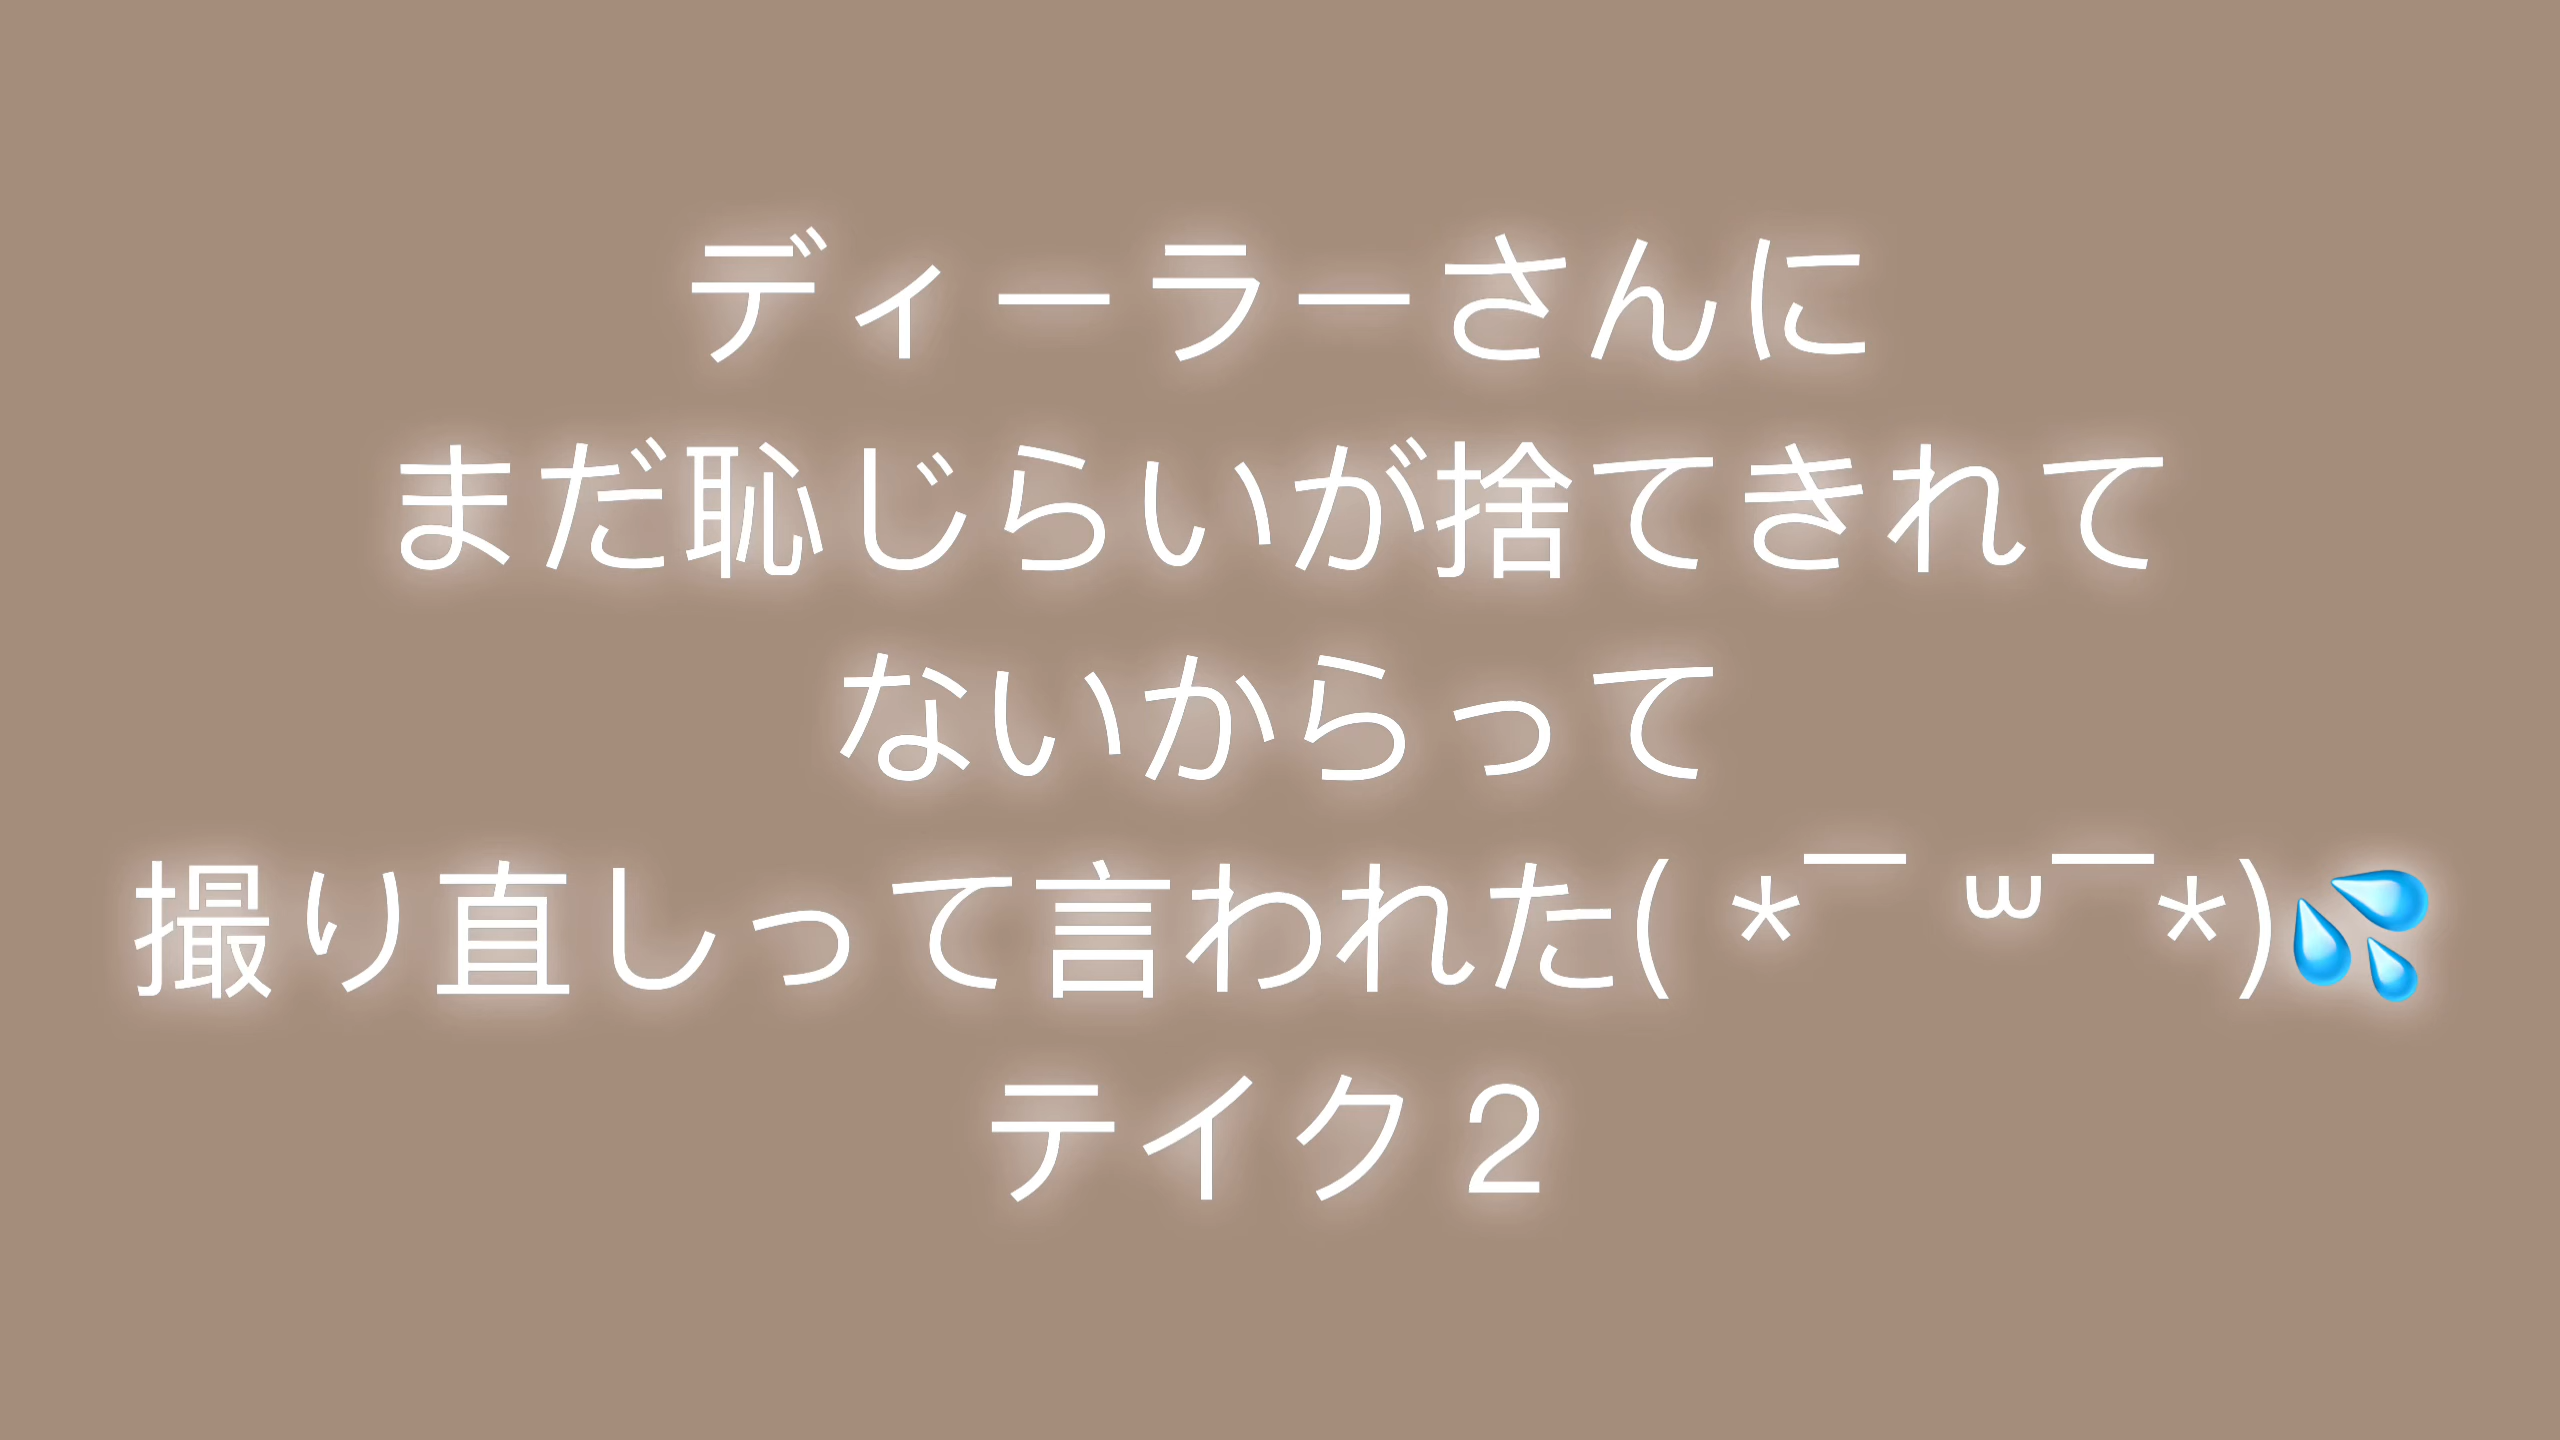 ディーラーさんに
まだ恥じらいが捨てきれて
ないからって
撮り直しって言われた( *¯ ꒳¯*)💦
テイク２